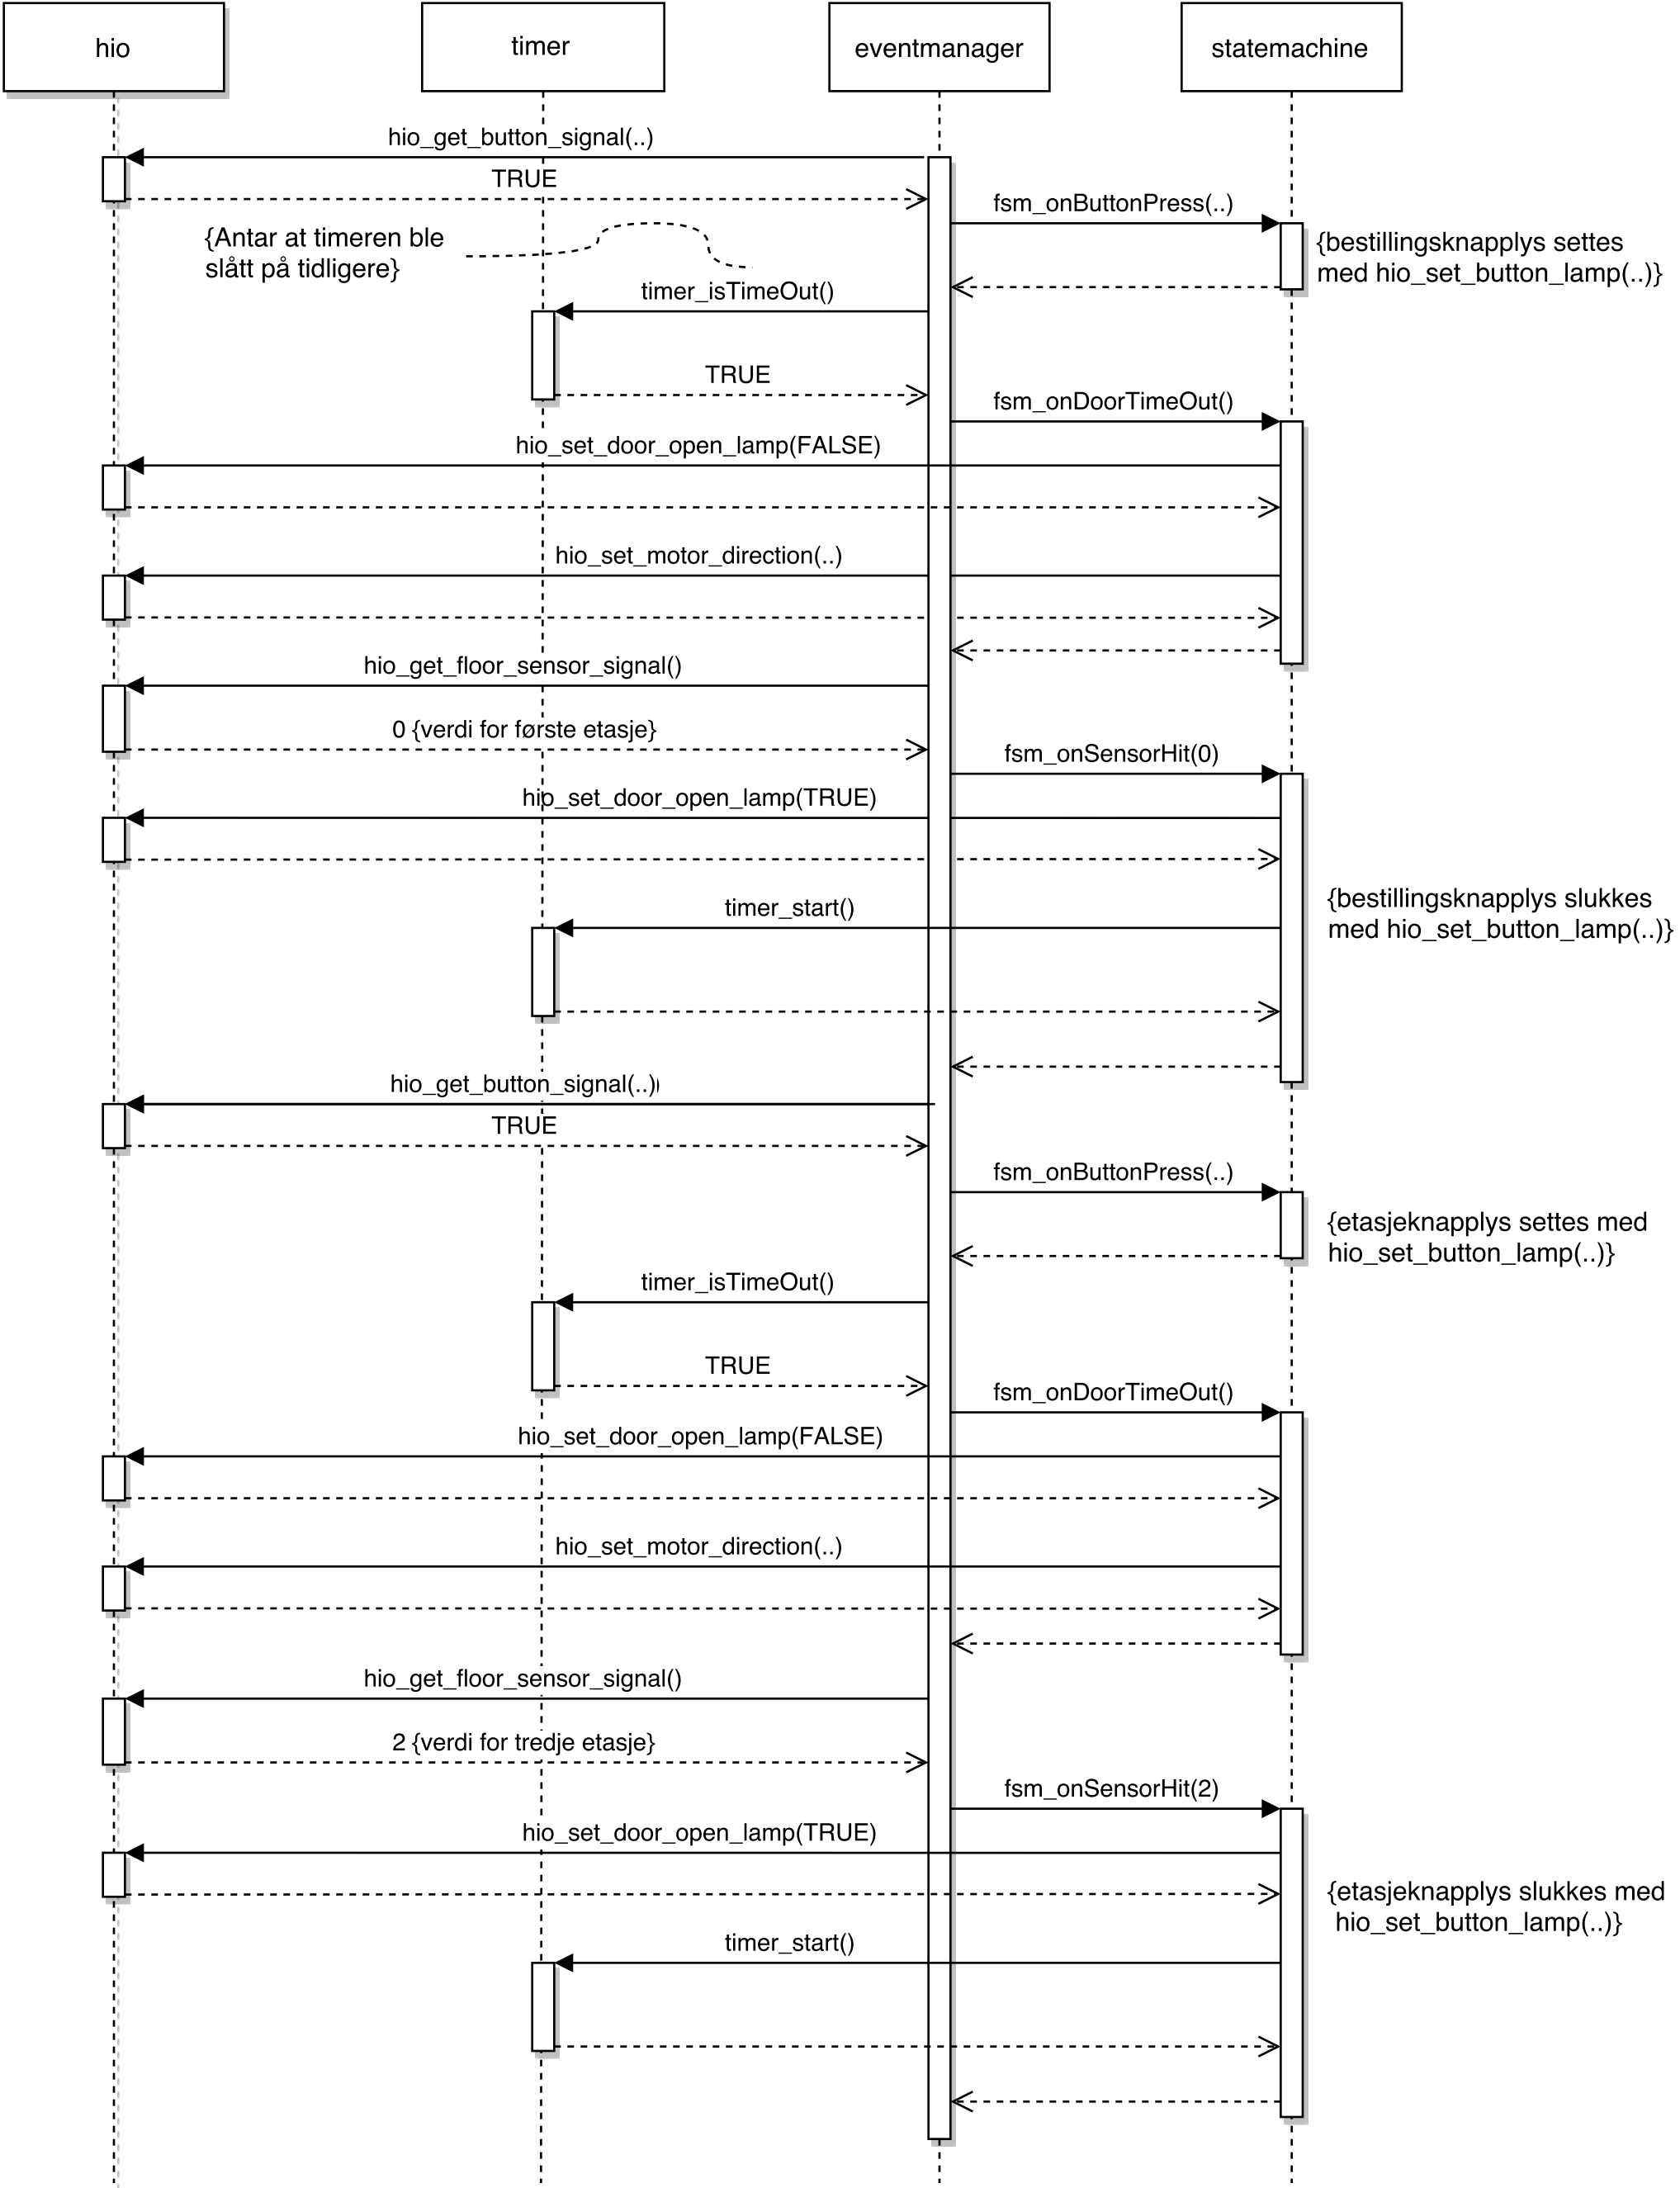 hio
timer
eventmanager
statemachine
hio_get_button_signal(..)
TRUE
fsm_onButtonPress(..)
{Antar at timeren ble
slått på tidligere}
{bestillingsknapplys settes
med hio_set_button_lamp(..)}
timer_isTimeOut()
TRUE
fsm_onDoorTimeOut()
hio_set_door_open_lamp(FALSE)
hio_set_motor_direction(..)
hio_get_floor_sensor_signal()
0 {verdi for første etasje}
fsm_onSensorHit(0)
hio_set_door_open_lamp(TRUE)
{bestillingsknapplys slukkes
med hio_set_button_lamp(..)}
timer_start()
hio_get_button_signal(..)
TRUE
fsm_onButtonPress(..)
{etasjeknapplys settes med
hio_set_button_lamp(..)}
timer_isTimeOut()
TRUE
fsm_onDoorTimeOut()
hio_set_door_open_lamp(FALSE)
hio_set_motor_direction(..)
hio_get_floor_sensor_signal()
2 {verdi for tredje etasje}
fsm_onSensorHit(2)
hio_set_door_open_lamp(TRUE)
{etasjeknapplys slukkes med
hio_set_button_lamp(..)}
timer_start()